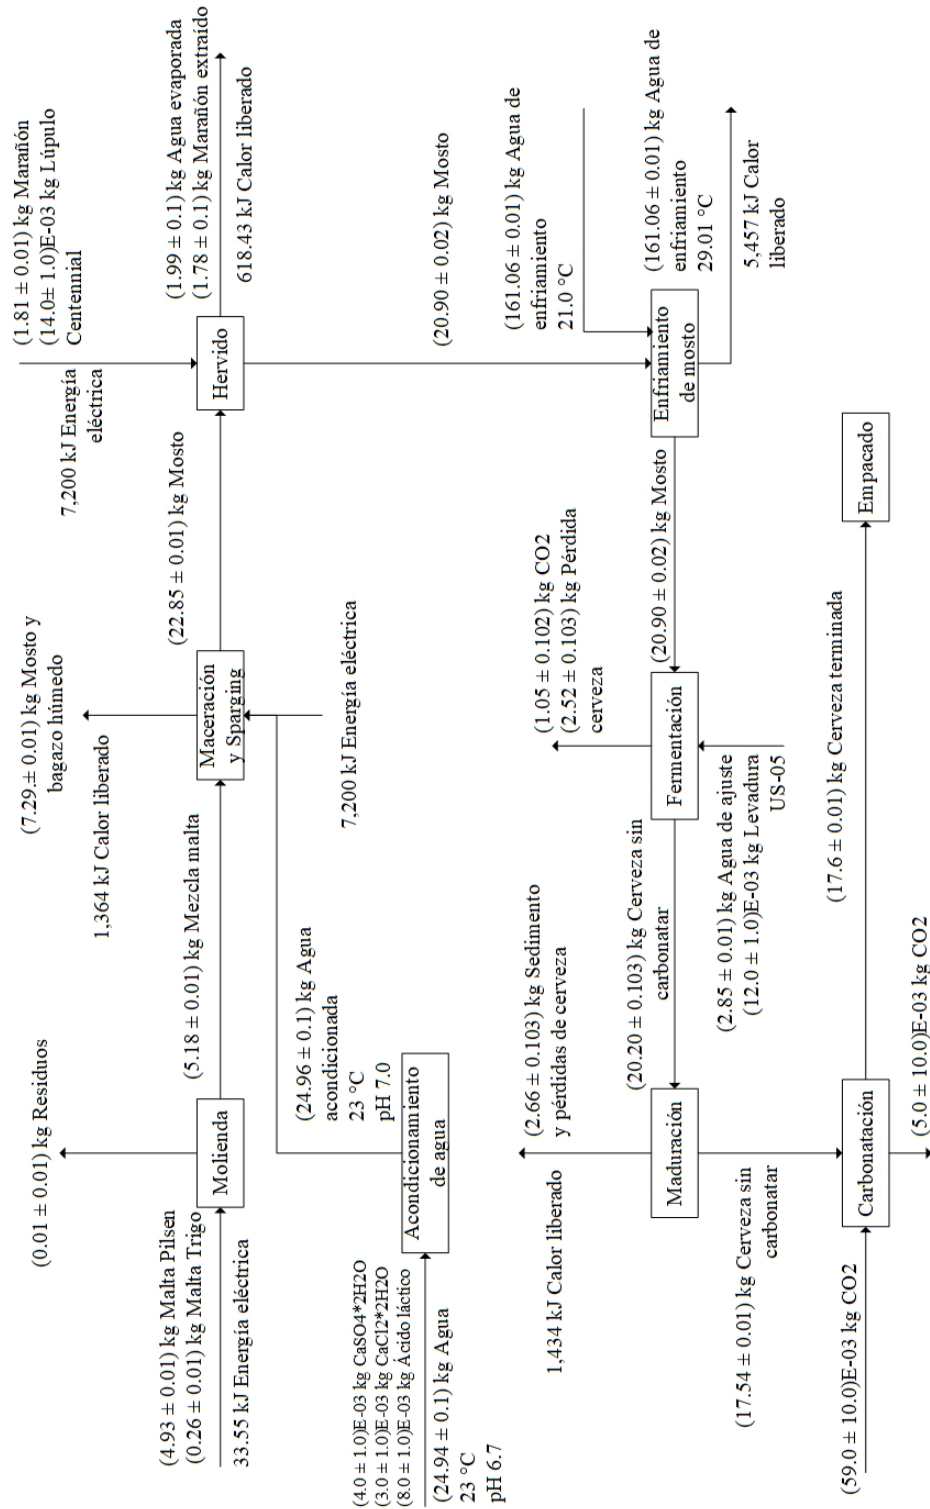 (4.93 ± 0.01) kg Malta Pilsen
(0.26 ± 0.01) kg Malta Trigo
33.55 kJ Energía eléctrica
Molienda
(0.01 ± 0.01) kg Residuos
(5.18 ± 0.01) kg Mezcla malta
(4.0 ± 1.0)E-03 kg CaSO4*2H2O
(3.0 ± 1.0)E-03 kg CaCl2*2H2O
(8.0 ± 1.0)E-03 kg Ácido láctico
(24.94 ± 0.1) kg Agua
23 °C
pH 6.7
Acondicionamiento
de agua
(24.96 ± 0.1) kg Agua
acondicionada
23 °C
pH 7.0
Maceración
y Sparging
(7.29.± 0.01) kg Mosto y
bagazo húmedo
1,364 kJ Calor liberado
7,200 kJ Energía eléctrica
(22.85 ± 0.01) kg Mosto
Hervido
7,200 kJ Energía
eléctrica
(1.81 ± 0.01) kg Marañón
(14.0± 1.0)E-03 kg Lúpulo
Centennial
(1.99 ± 0.1) kg Agua evaporada
(1.78 ± 0.1) kg Marañón extraído
618.43 kJ Calor liberado
(20.90 ± 0.02) kg Mosto
(161.06 ± 0.01) kg Agua de
enfriamiento
21.0 °C
Enfriamiento
de mosto
(161.06 ± 0.01) kg Agua de
enfriamiento
29.01 °C
5,457 kJ Calor
liberado
(20.90 ± 0.02) kg Mosto
Fermentación
(1.05 ± 0.102) kg CO2
(2.52 ± 0.103) kg Pérdida
cerveza
(2.85 ± 0.01) kg Agua de ajuste
(12.0 ± 1.0)E-03 kg Levadura
US-05
(20.20 ± 0.103) kg Cerveza sin
carbonatar
Maduración
(2.66 ± 0.103) kg Sedimento
y pérdidas de cerveza
1,434 kJ Calor liberado
(17.54 ± 0.01) kg Cerveza sin
carbonatar
(59.0 ± 10.0)E-03 kg CO2
Carbonatación
(5.0 ± 10.0)E-03 kg CO2
(17.6 ± 0.01) kg Cerveza terminada
Empacado